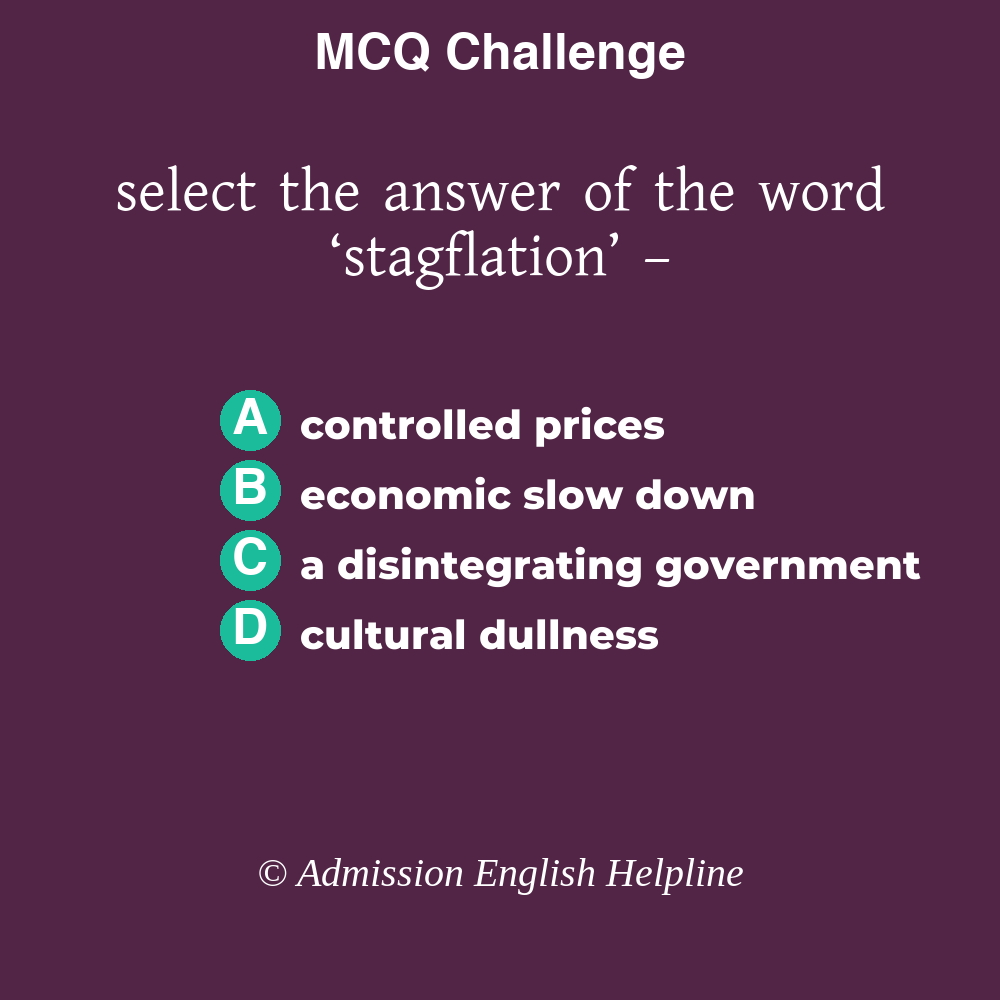 MCQ Challenge
select the answer of the word
‘stagflation’ –
A controlled prices
B economic slow down
C a disintegrating government
D cultural dullness
© Admission English Helpline